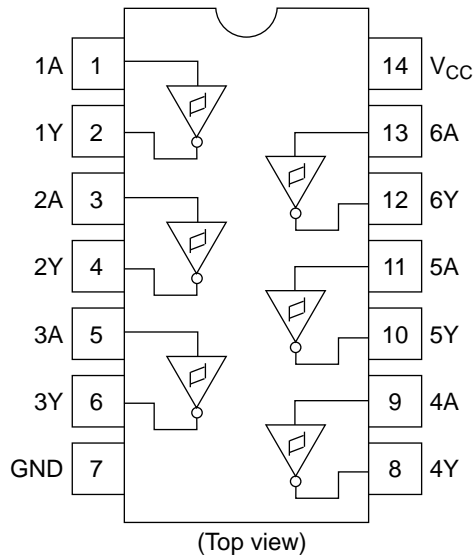 1A 1 14 VCC
1Y 2 13 6A
2A 3 12 6Y
2Y 4 11 5A
3A 5 10 5Y
3Y 6 9 4A
GND 7 8 4Y
(Top view)